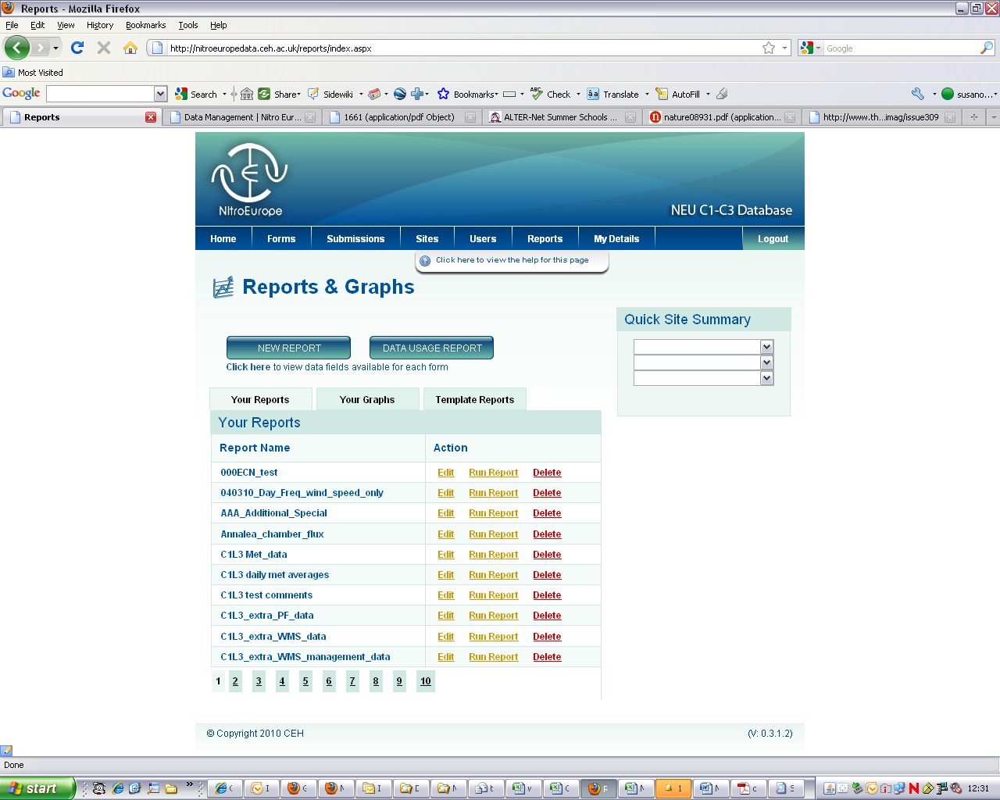 Reports - Mozilla Firefox
File Edit View History Bookmarks Tools Help
http://nitroeuropedata.ceh.ac.uk/reports/index.aspx
Google
Most Visited
Google Search Share Sidewiki Bookmarks ABC Check Translate AutoFill susano...
Reports Data Management | Nitro Eur... 1661 (application/pdf Object) ALTER-Net Summer Schools ... nature08931.pdf (application... http://www.th...imag/issue309
NitroEurope
NEU C1-C3 Database
Home Forms Submissions Sites Users Reports My Details Logout
Click here to view the help for this page
Reports & Graphs
Quick Site Summary
NEW REPORT DATA USAGE REPORT
Click here to view data fields available for each form
Your Reports Your Graphs Template Reports
Your Reports
Report Name Action
000ECN_test Edit Run Report Delete
040310_Day_Freq_wind_speed_only Edit Run Report Delete
AAA_Additional_Special Edit Run Report Delete
Annalea_chamber_flux Edit Run Report Delete
C1L3 Met_data Edit Run Report Delete
C1L3 daily met averages Edit Run Report Delete
C1L3 test comments Edit Run Report Delete
C1L3_extra_PF_data Edit Run Report Delete
C1L3_extra_WMS_data Edit Run Report Delete
C1L3_extra_WMS_management_data Edit Run Report Delete
1 2 3 4 5 6 7 8 9 10
© Copyright 2010 CEH (V: 0.3.1.2)
Done
start 12:31